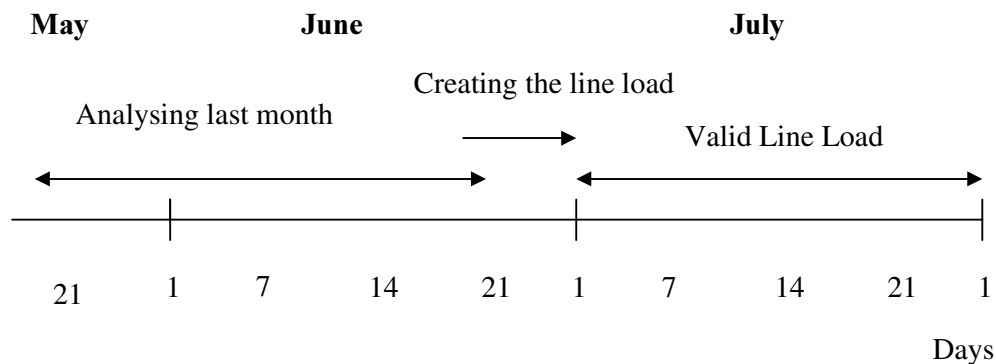 May June July
Creating the line load
Analysing last month
Valid Line Load
21 1 7 14 21 1 7 14 21 1
Days